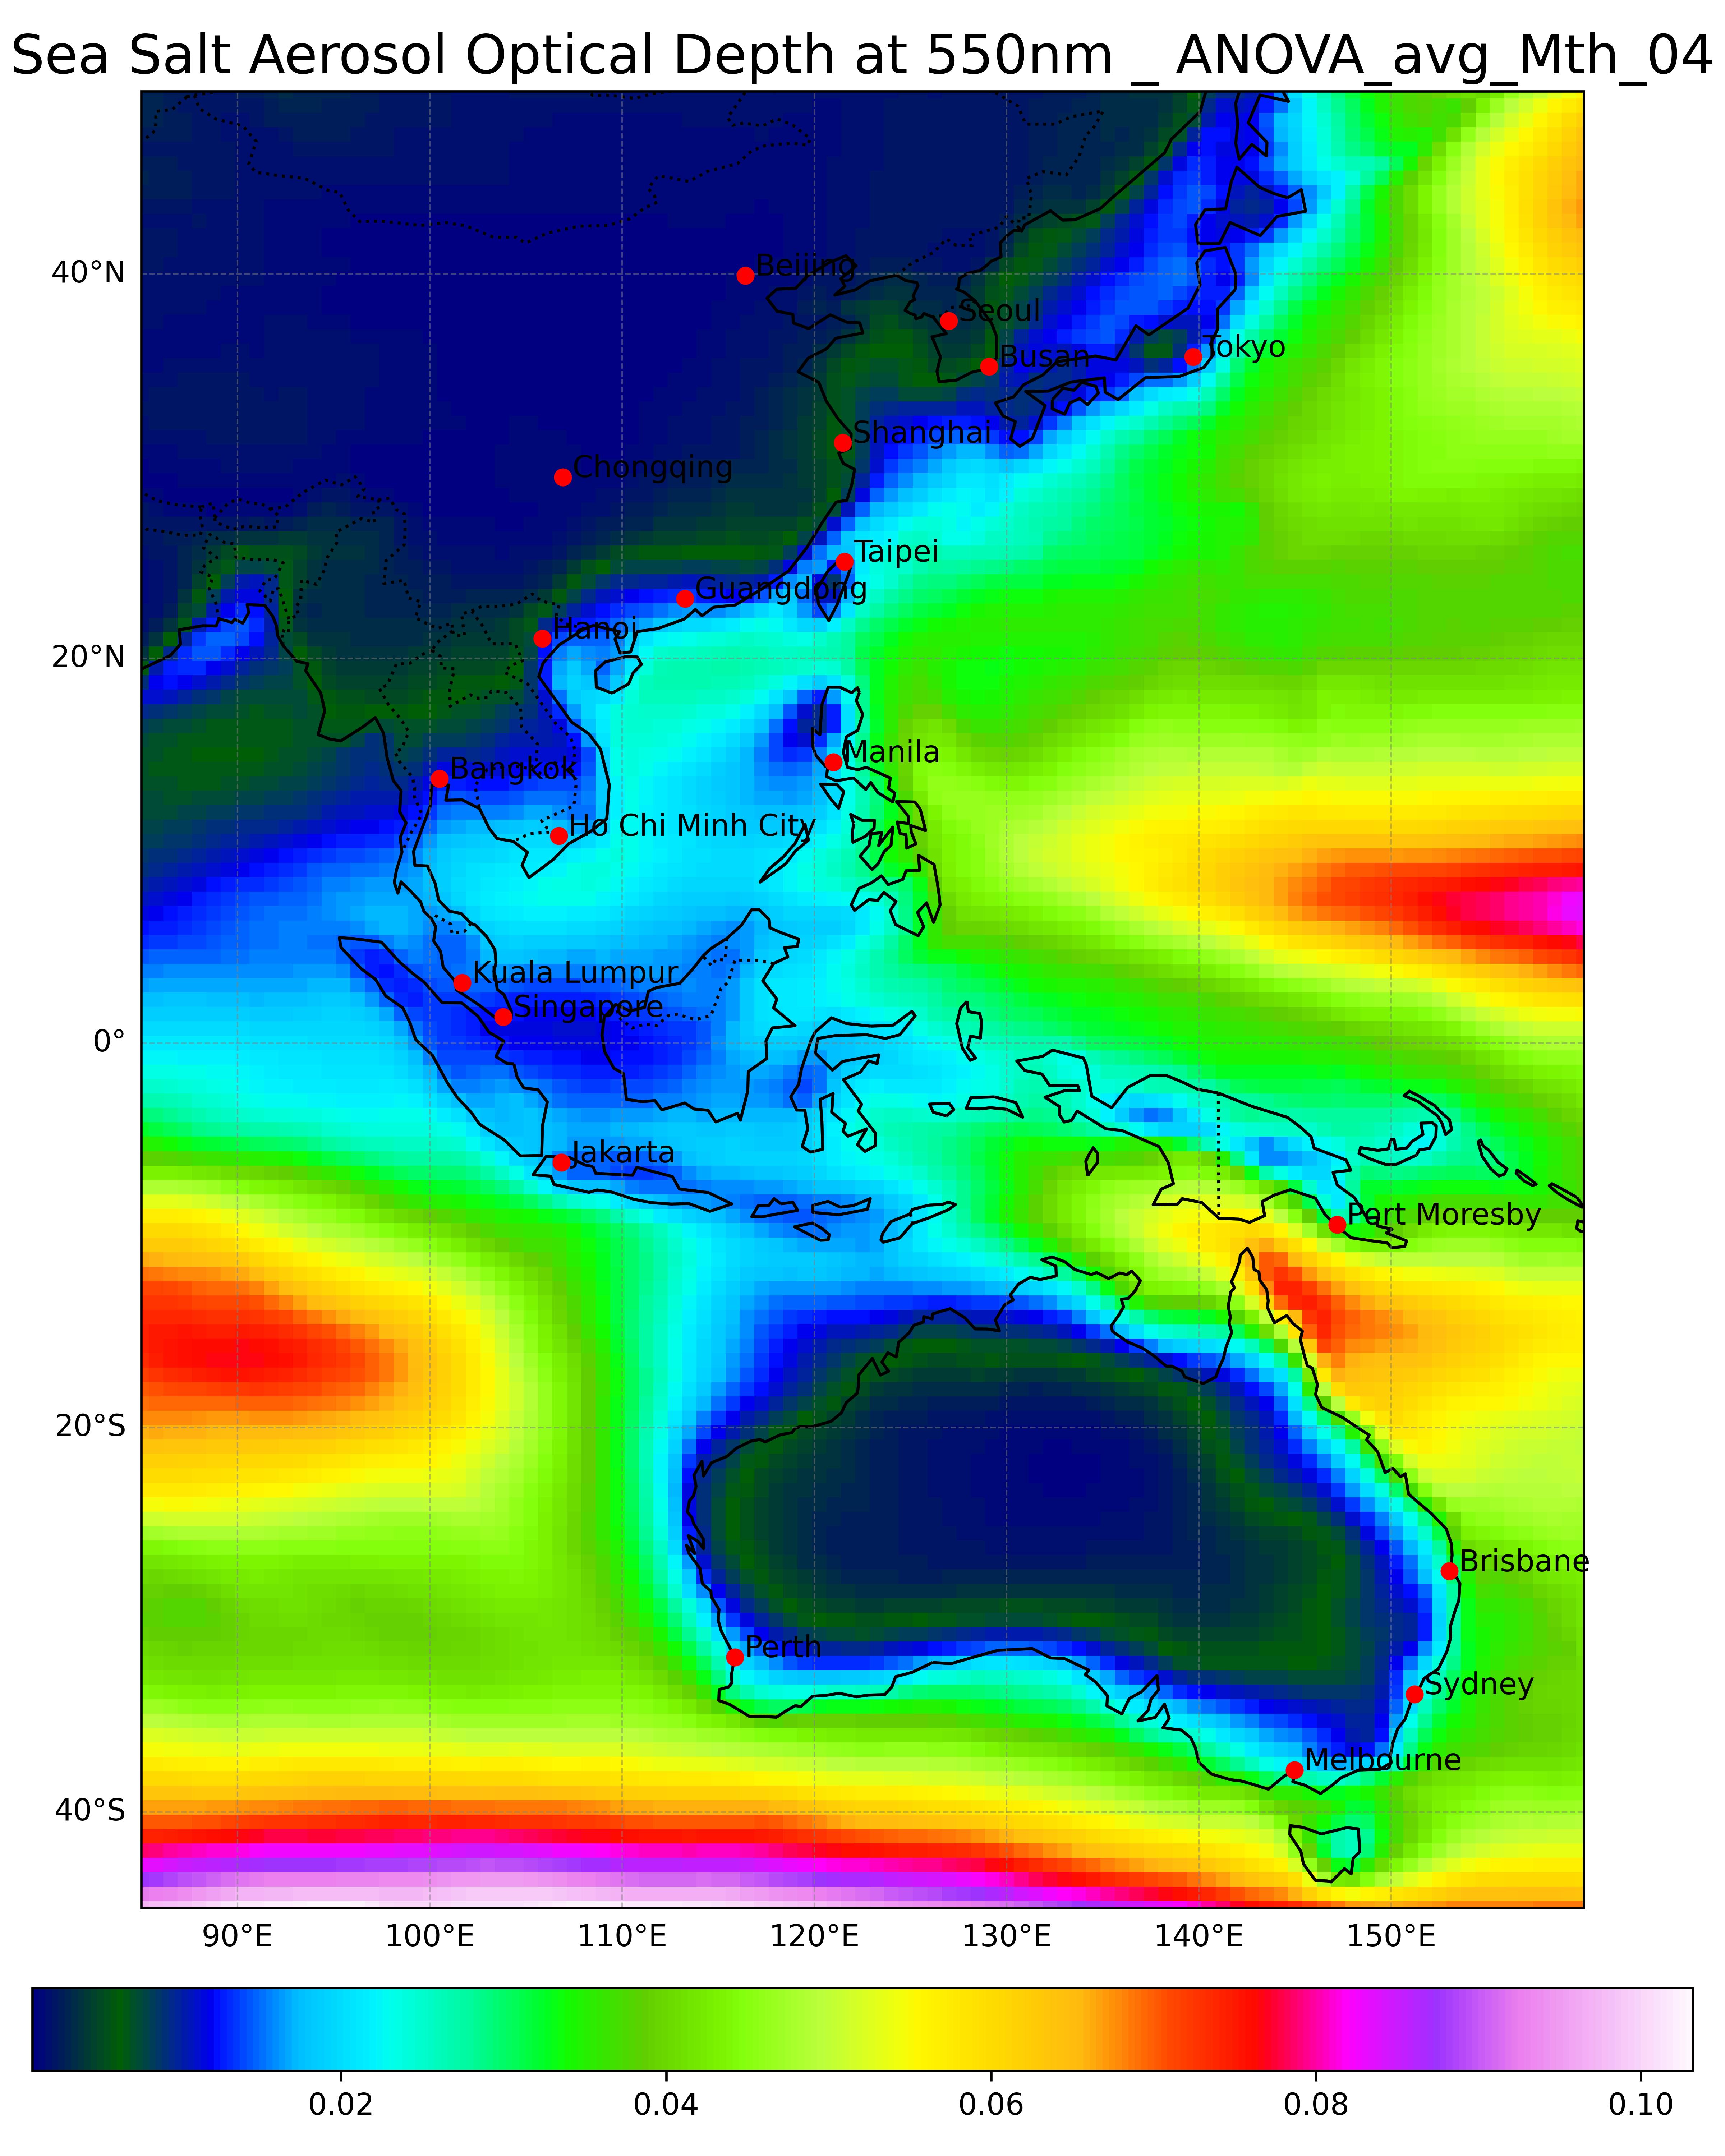 Sea Salt Aerosol Optical Depth at 550nm _ ANOVA_avg_Mth_04
40°N
20°N
0°
20°S
40°S
Beijing
Seoul
Busan
Tokyo
Shanghai
Chongqing
Taipei
Guangdong
Hanoi
Manila
Bangkok
Ho Chi Minh City
Kuala Lumpur
Singapore
Jakarta
Port Moresby
Brisbane
Perth
Sydney
Melbourne
90°E 100°E 110°E 120°E 130°E 140°E 150°E
0.02 0.04 0.06 0.08 0.10